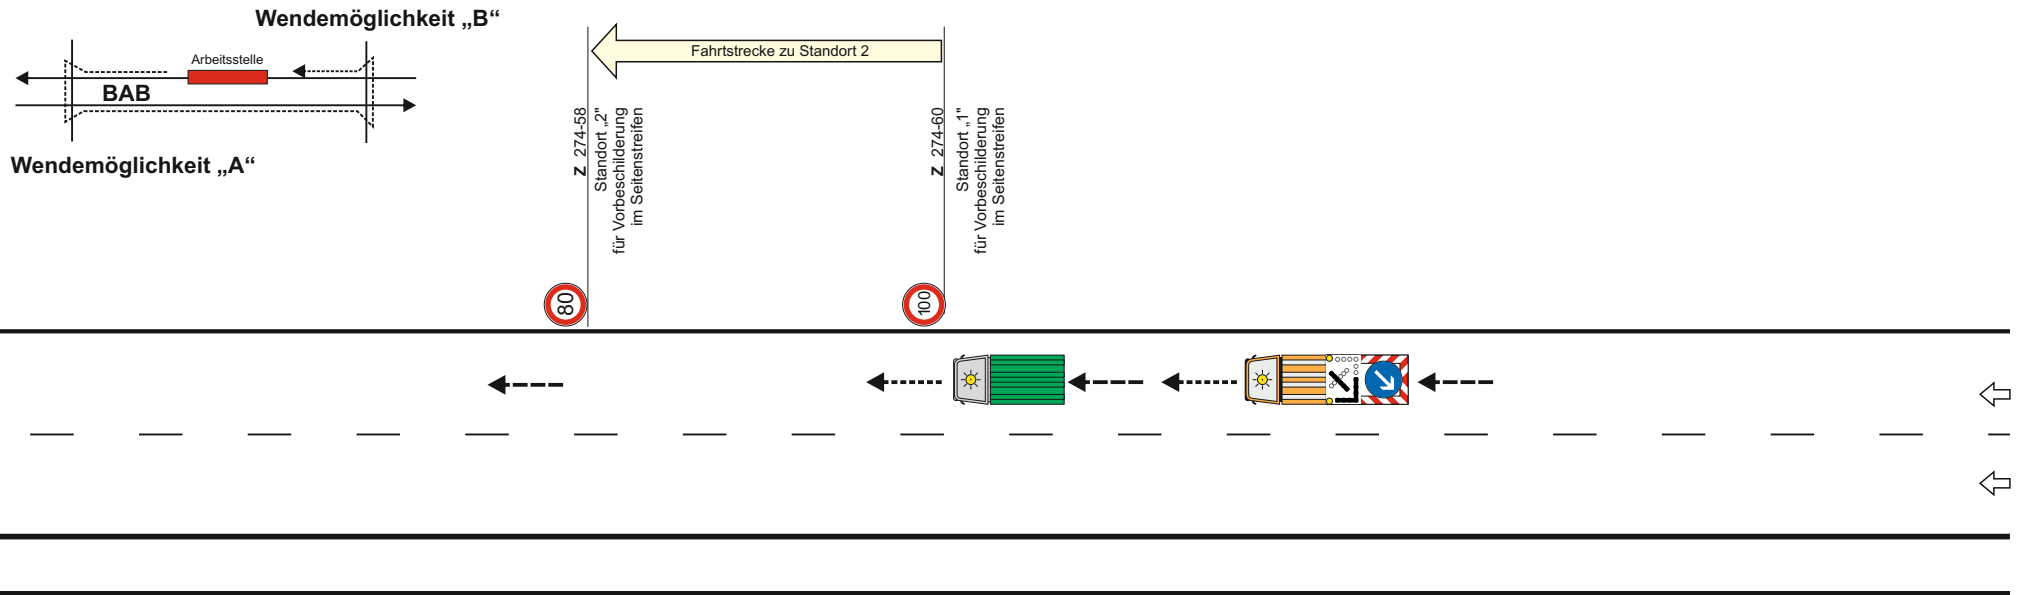 Wendemöglichkeit „B“
Arbeitsstelle
BAB
Wendemöglichkeit „A“
Fahrtstrecke zu Standort 2
Z 274-58
Standort „2"
für Vorbeschilderung
im Seitenstreifen
Z 274-60
Standort „1"
für Vorbeschilderung
im Seitenstreifen
80
100